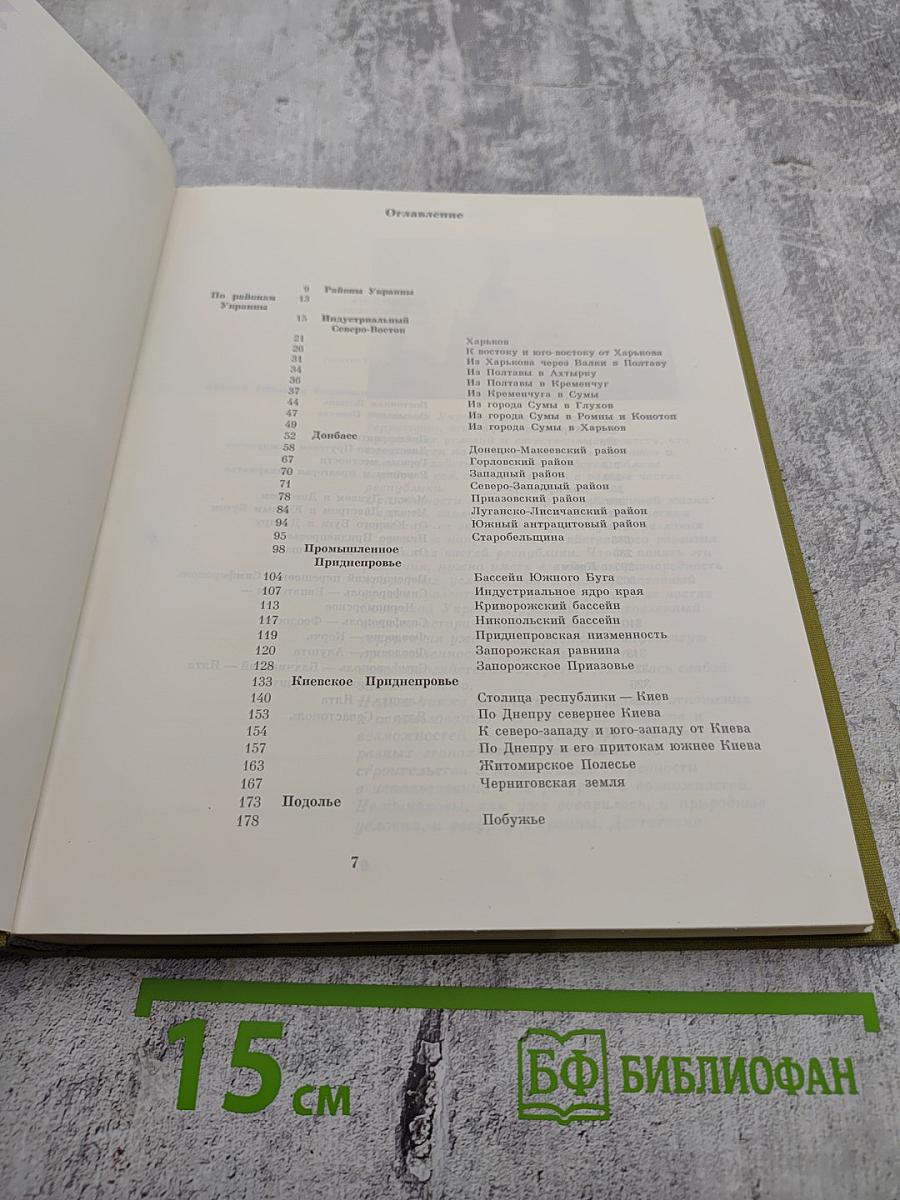 Оглавление
9 Районы Украины
По районам 13
Украины
15 Индустриальный
Северо-Восток
21 Харьков
26 К востоку и юго-востоку от Харькова
31 Из Харькова через Валки в Полтаву
34 Из Полтавы в Ахтырку
36 Из Полтавы в Кременчуг
37 Из Кременчуга в Сумы
44 Из города Сумы в Глухов
47 Из города Сумы в Ромны и Конотоп
49 Из города Сумы в Харьков
52 Донбасс
58 Донецко-Макеевский район
67 Горловский район
70 Западный район
71 Северо-Западный район
78 Приазовский район
84 Луганско-Лисичанский район
94 Южный антрацитовый район
95 Старобельщина
98 Промышленное
Приднепровье
104 Бассейн Южного Буга
107 Индустриальное ядро края
113 Криворожский бассейн
117 Никопольский бассейн
119 Приднепровская низменность
120 Запорожская равнина
128 Запорожское Приазовье
133 Киевское Приднепровье
140 Столица республики — Киев
153 По Днепру севернее Киева
154 К северо-западу и юго-западу от Киева
157 По Днепру и его притокам южнее Киева
163 Житомирское Полесье
167 Черниговская земля
173 Подолье
178 Побужье
7
15 см
БФ БИБЛИОФАН